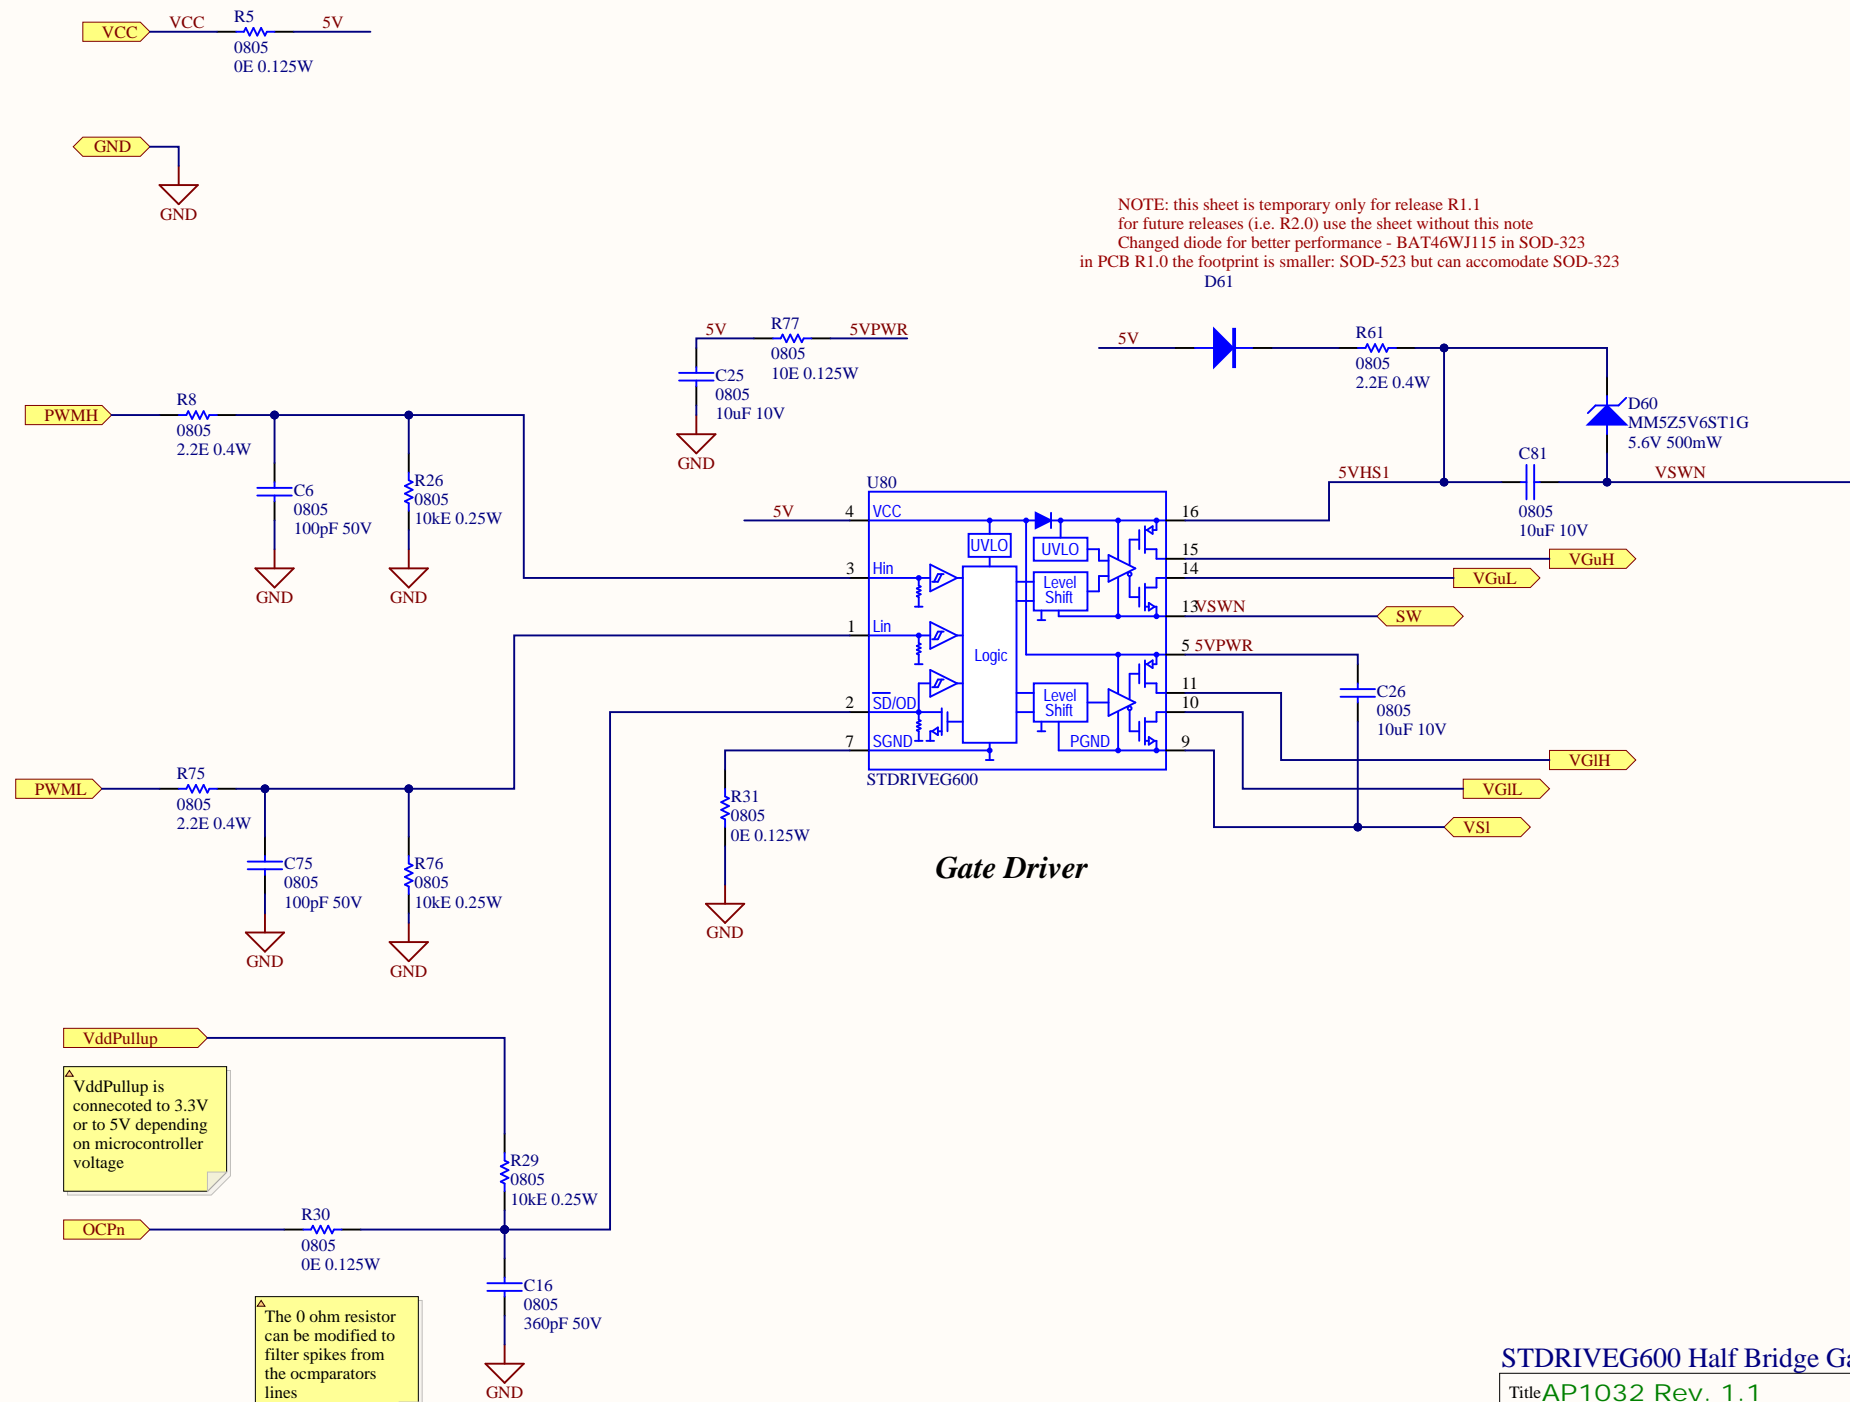 VCC
VCC
R5
5V
0805
0E 0.125W
GND
GND
NOTE: this sheet is temporary only for release R1.1
for future releases (i.e. R2.0) use the sheet without this note
Changed diode for better performance - BAT46WJ115 in SOD-323
in PCB R1.0 the footprint is smaller: SOD-523 but can accomodate SOD-323
D61
5V
R61
0805
2.2E 0.4W
D60
MM5Z5V6ST1G
5.6V 500mW
5VHS1
C81
0805
10uF 10V
VSWN
5V
R77
5VPWR
0805
10E 0.125W
C25
0805
10uF 10V
GND
PWMH
R8
0805
2.2E 0.4W
C6
0805
100pF 50V
GND
R26
0805
10kE 0.25W
GND
U80
5V
4
VCC
3
Hin
1
Lin
2
SD/OD
7
SGND
UVLO
UVLO
Level
Shift
Logic
Level
Shift
PGND
STDRIVEG600
16
15
14
13
VSWN
5
5VPWR
11
10
9
VGuH
VGuL
SW
C26
0805
10uF 10V
VGlH
VGlL
VSl
R31
0805
0E 0.125W
GND
Gate Driver
PWML
R75
0805
2.2E 0.4W
C75
0805
100pF 50V
GND
R76
0805
10kE 0.25W
GND
VddPullup
VddPullup is
connecoted to 3.3V
or to 5V depending
on microcontroller
voltage
R29
0805
10kE 0.25W
OCPn
R30
0805
0E 0.125W
C16
0805
360pF 50V
GND
The 0 ohm resistor
can be modified to
filter spikes from
the ocmparators
lines
STDRIVEG600 Half Bridge Ga
Title AP1032 Rev. 1.1